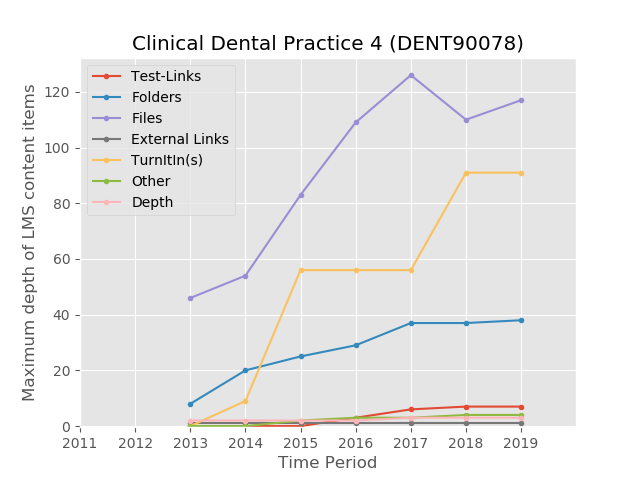 Clinical Dental Practice 4 (DENT90078)
Test-Links
Folders
Files
External Links
TurnItIn(s)
Other
Depth
Maximum depth of LMS content items
120
100
80
60
40
20
0
2011 2012 2013 2014 2015 2016 2017 2018 2019
Time Period